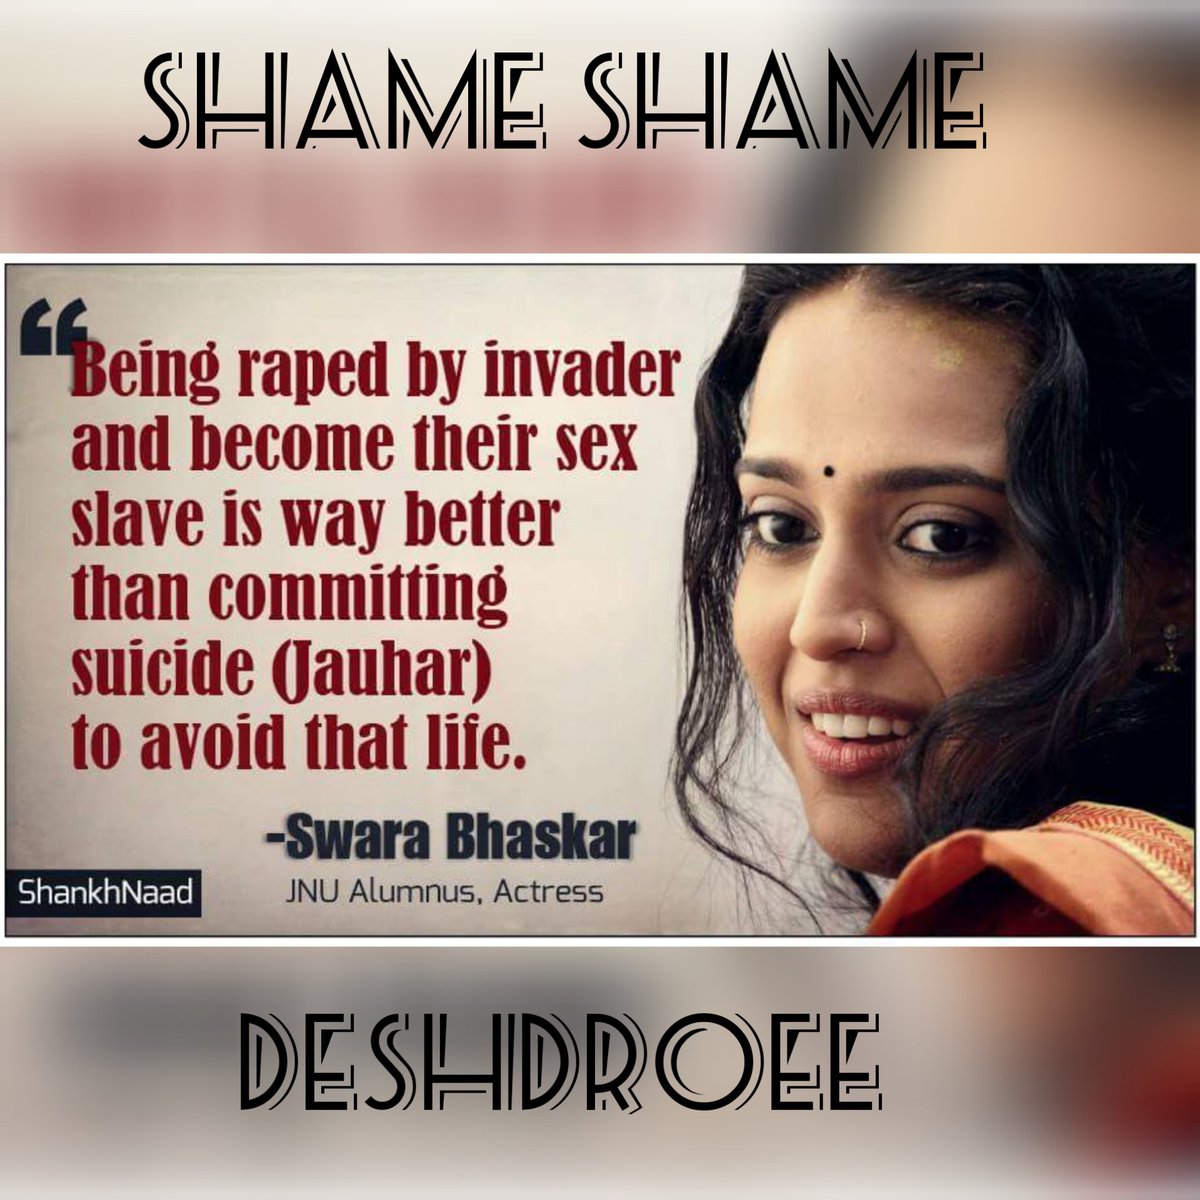 SHAME SHAME
“Being raped by invader
and become their sex
slave is way better
than committing
suicide (Jauhar)
to avoid that life.
-Swara Bhaskar
JNU Alumnus, Actress
ShankhNaad
DESHDROEE